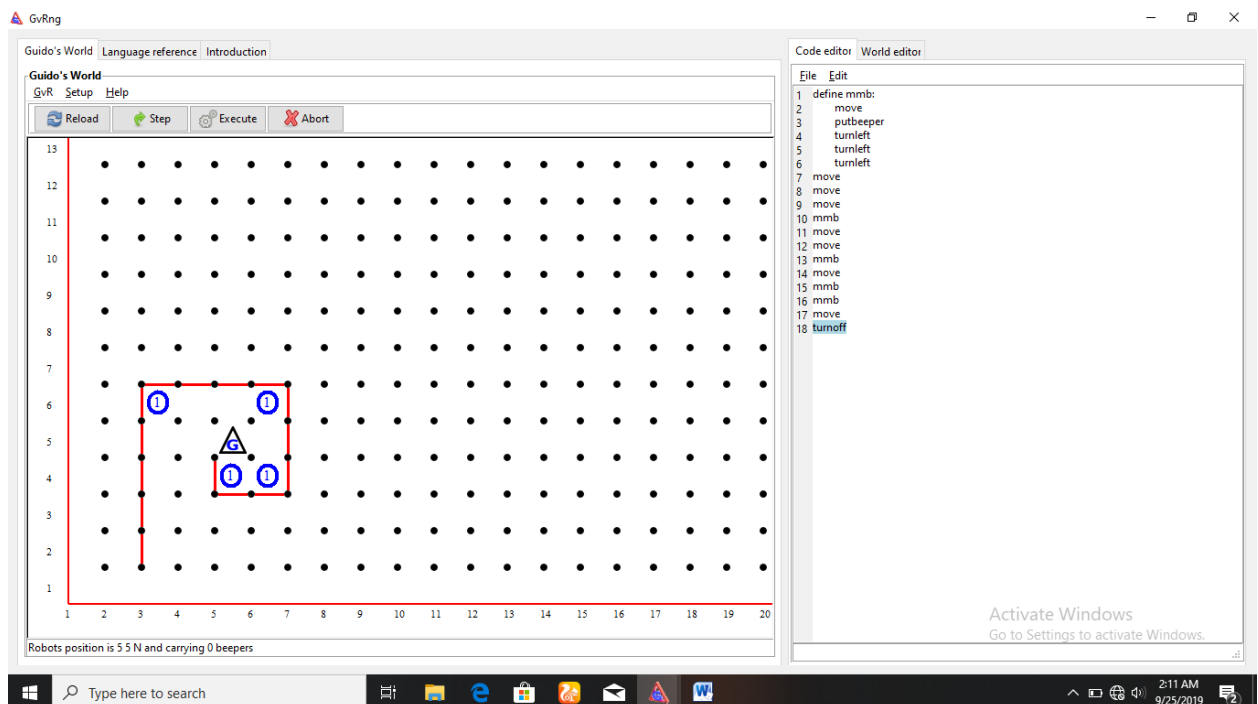 GvRng
Guido's World Language reference Introduction
Guido's World
GvR Setup Help
Reload Step Execute Abort
13
12
11
10
9
8
7
6
5
4
3
2
1
1 1
G
1 1
1 2 3 4 5 6 7 8 9 10 11 12 13 14 15 16 17 18 19 20
Robots position is 5 5 N and carrying 0 beepers
Code editor World editor
File Edit
1 define mmb:
2 move
3 putbeeper
4 turnleft
5 turnleft
6 turnleft
7 move
8 move
9 move
10 mmb
11 move
12 move
13 mmb
14 move
15 mmb
16 mmb
17 move
18 turnoff
Activate Windows
Go to Settings to activate Windows.
Type here to search
W
2:11 AM
9/25/2019
2